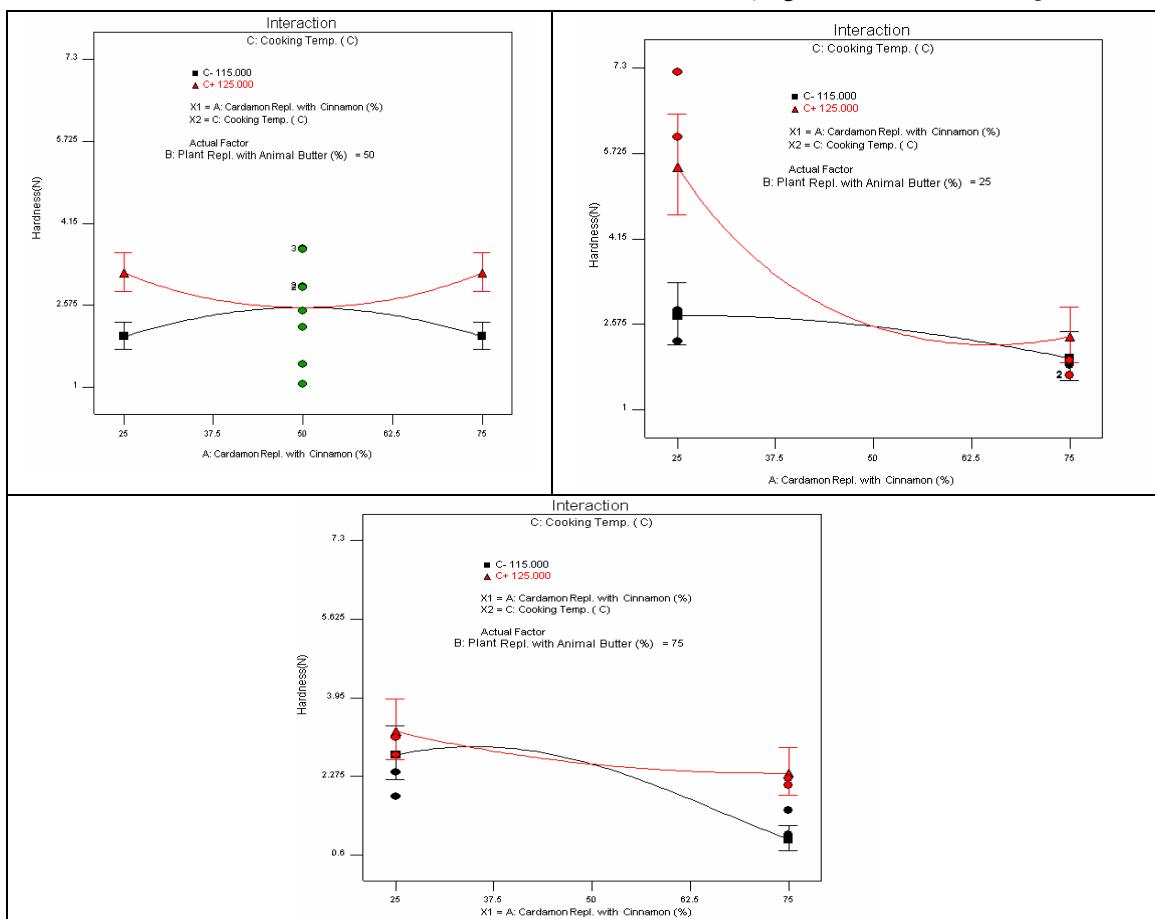 Interaction
C: Cooking Temp. ( C)
7.3
C- 115.000
C+ 125.000
X1 = A: Cardamon Repl. with Cinnamon (%)
X2 = C: Cooking Temp. ( C)
5.725
Actual Factor
B: Plant Repl. with Animal Butter (%) = 50
Hardness(N)
4.15
3
2
2.575
1
25
37.5
50
62.5
75
A: Cardamon Repl. with Cinnamon (%)
Interaction
C: Cooking Temp. ( C)
7.3
C- 115.000
C+ 125.000
X1 = A: Cardamon Repl. with Cinnamon (%)
X2 = C: Cooking Temp. ( C)
5.725
Actual Factor
B: Plant Repl. with Animal Butter (%) = 25
Hardness(N)
4.15
2.575
2
1
25
37.5
50
62.5
75
A: Cardamon Repl. with Cinnamon (%)
Interaction
C: Cooking Temp. ( C)
7.3
C- 115.000
C+ 125.000
X1 = A: Cardamon Repl. with Cinnamon (%)
X2 = C: Cooking Temp. ( C)
5.625
Actual Factor
B: Plant Repl. with Animal Butter (%) = 75
Hardness(N)
3.95
2.275
0.6
25
37.5
50
62.5
75
X1 = A: Cardamon Repl. with Cinnamon (%)